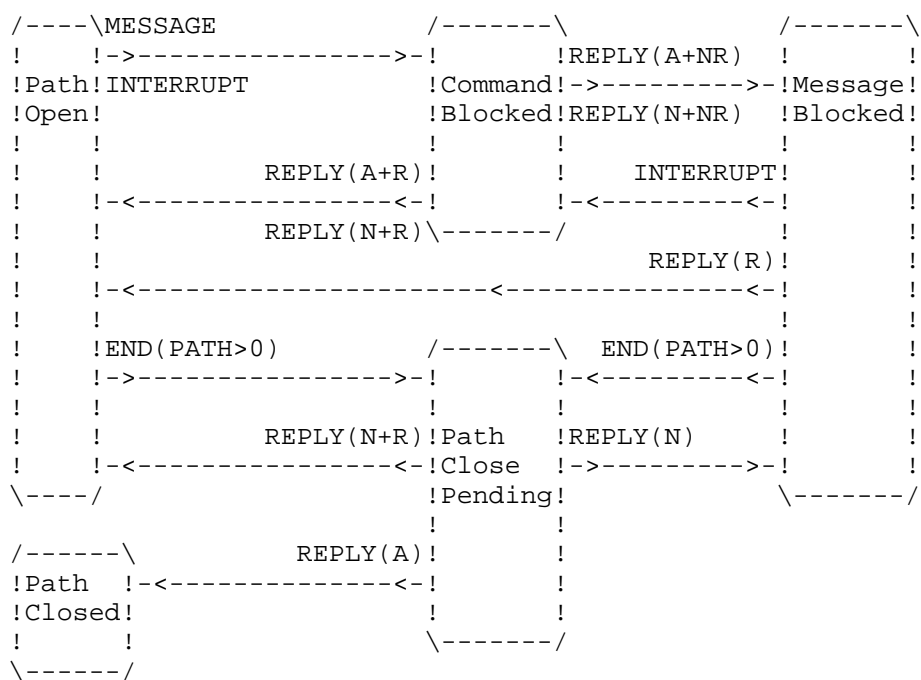 /----\MESSAGE                /-------\                /-------\
!    !->----------------->-!       !REPLY(A+NR)  !       !
!Path!INTERRUPT            !Command!->--------->-!Message!
!Open!                     !Blocked!REPLY(N+NR)  !Blocked!
!    !                     !       !             !       !
!    !           REPLY(A+R)!       !    INTERRUPT!       !
!    !-<-----------------<-!       !-<---------<-!       !
!    !           REPLY(N+R)\-------/             !       !
!    !                                   REPLY(R)!       !
!    !-<-----------------------<---------------<-!       !
!    !                                           !       !
!    !END(PATH>0)          /-------\  END(PATH>0)!       !
!    !->----------------->-!       !-<---------<-!       !
!    !                     !       !             !       !
!    !           REPLY(N+R)!Path   !REPLY(N)     !       !
!    !-<-----------------<-!Close  !->--------->-!       !
\----/                     !Pending!             \-------/
                           !       !
/------\           REPLY(A)!       !
!Path  !-<---------------<-!       !
!Closed!                   !       !
!      !                   \-------/
\------/